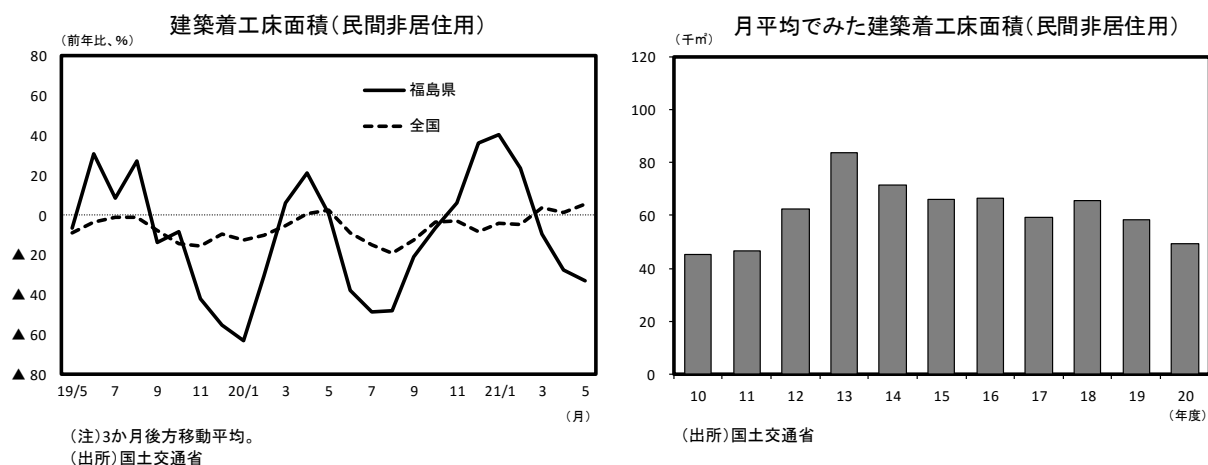 建築着工床面積(民間非居住用)
(前年比、%)
80
60
40
20
0
▲ 20
▲ 40
▲ 60
▲ 80
福島県
全国
19/5 7 9 11 20/1 3 5 7 9 11 21/1 3 5
(月)
(注)3か月後方移動平均。
(出所)国土交通省
月平均でみた建築着工床面積(民間非居住用)
(千㎡)
120
100
80
60
40
20
0
10 11 12 13 14 15 16 17 18 19 20
(年度)
(出所)国土交通省